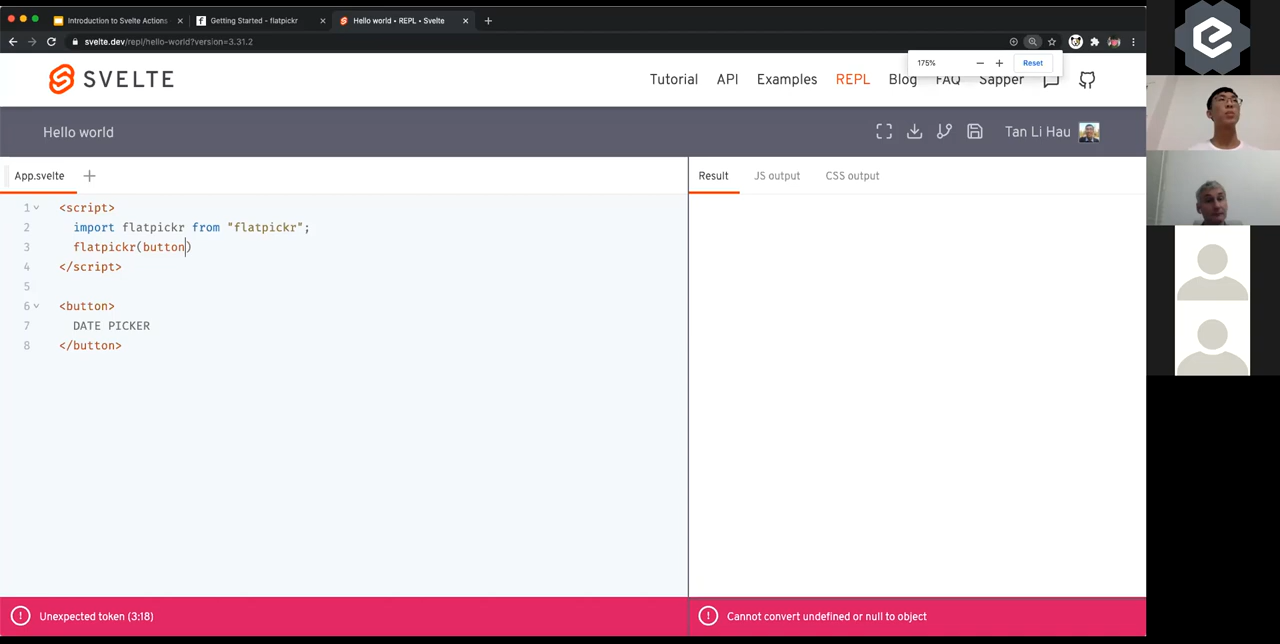 Introduction to Svelte Actions
Getting Started - flatpickr
Hello world • REPL • Svelte
svelte.dev/repl/hello-world?version=3.31.2
175%
Reset
SVELTE
Tutorial
API
Examples
REPL
Blog
FAQ
Sapper
Hello world
Tan Li Hau
App.svelte
Result
JS output
CSS output
1 <script>
2 import flatpickr from "flatpickr";
3 flatpickr(button)
4 </script>
5
6 <button>
7 DATE PICKER
8 </button>
Unexpected token (3:18)
Cannot convert undefined or null to object